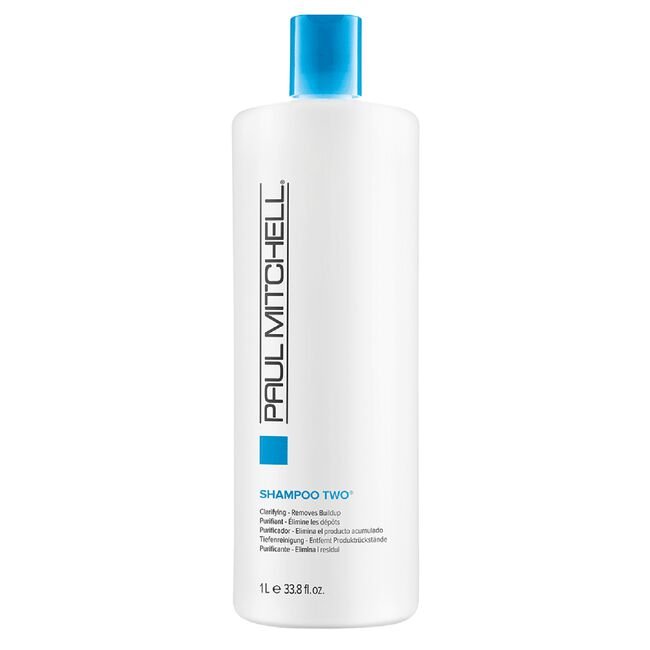 PAUL MITCHELL®
SHAMPOO TWO®
Clarifying - Removes Buildup
Purifiant - Élimine les dépôts
Purificador - Elimina el producto acumulado
Tiefenreinigung - Entfernt Produktrückstände
Purificante - Elimina i residui
1 L e 33.8 fl. oz.